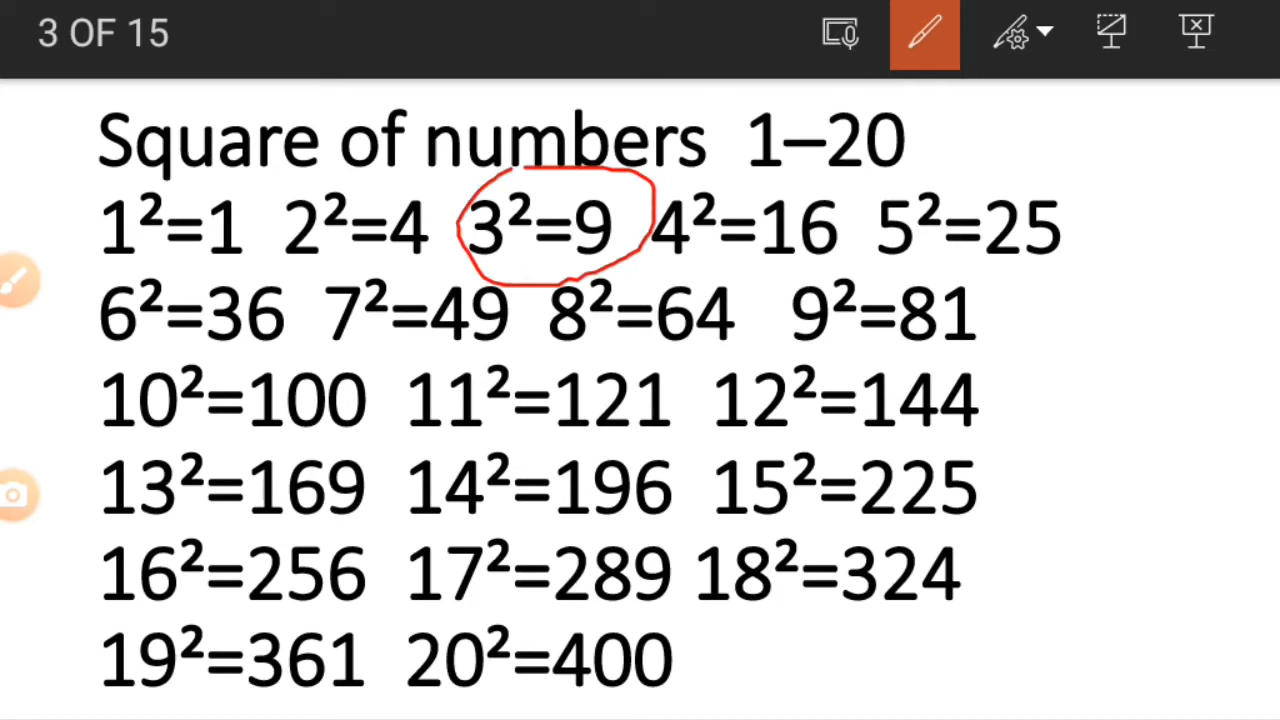 3 OF 15
Square of numbers 1–20
1²=1 2²=4 3²=9 4²=16 5²=25
6²=36 7²=49 8²=64 9²=81
10²=100 11²=121 12²=144
13²=169 14²=196 15²=225
16²=256 17²=289 18²=324
19²=361 20²=400